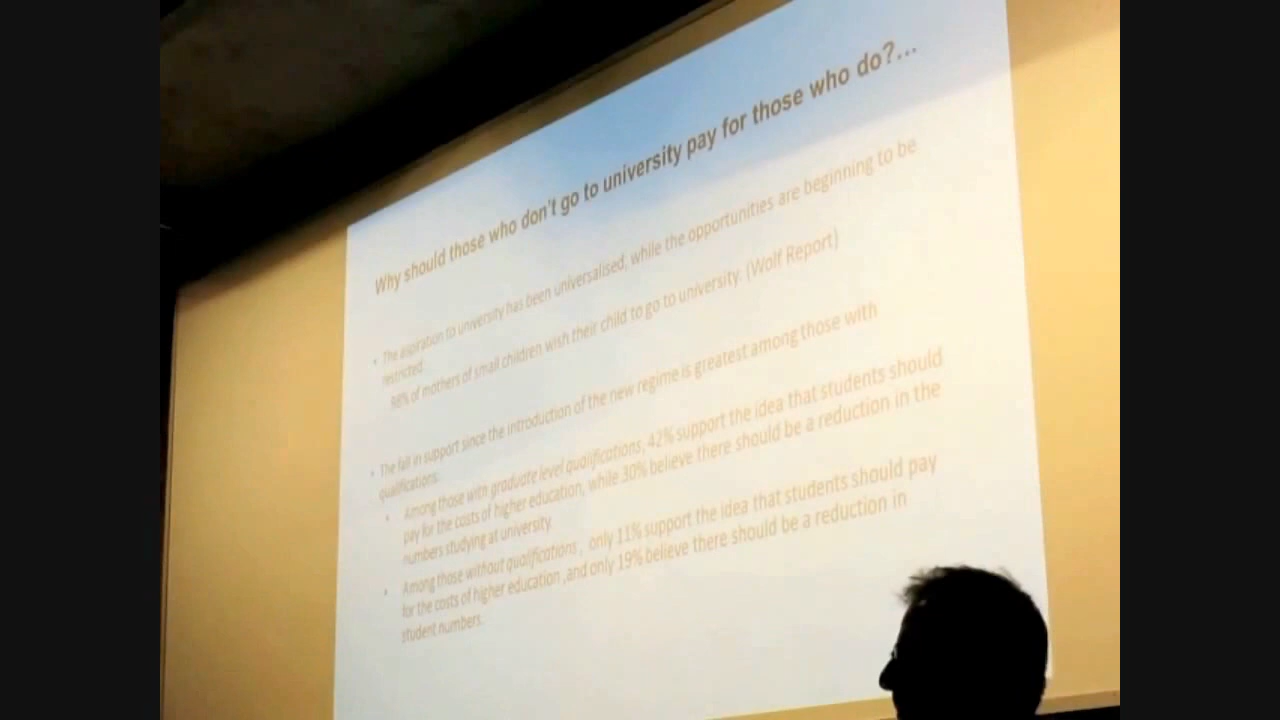 Why should those who don't go to university pay for those who do?...
• The aspiration to university has been universalised, while the opportunities are beginning to be
restricted
98% of mothers of small children wish their child to go to university. (Wolf Report)
• The fall in support since the introduction of the new regime is greatest among those with
qualifications:
• Among those with graduate level qualifications, 42% support the idea that students should
pay for the costs of higher education, while 30% believe there should be a reduction in the
numbers studying at university.
• Among those without qualifications , only 11% support the idea that students should pay
for the costs of higher education ,and only 19% believe there should be a reduction in
student numbers.